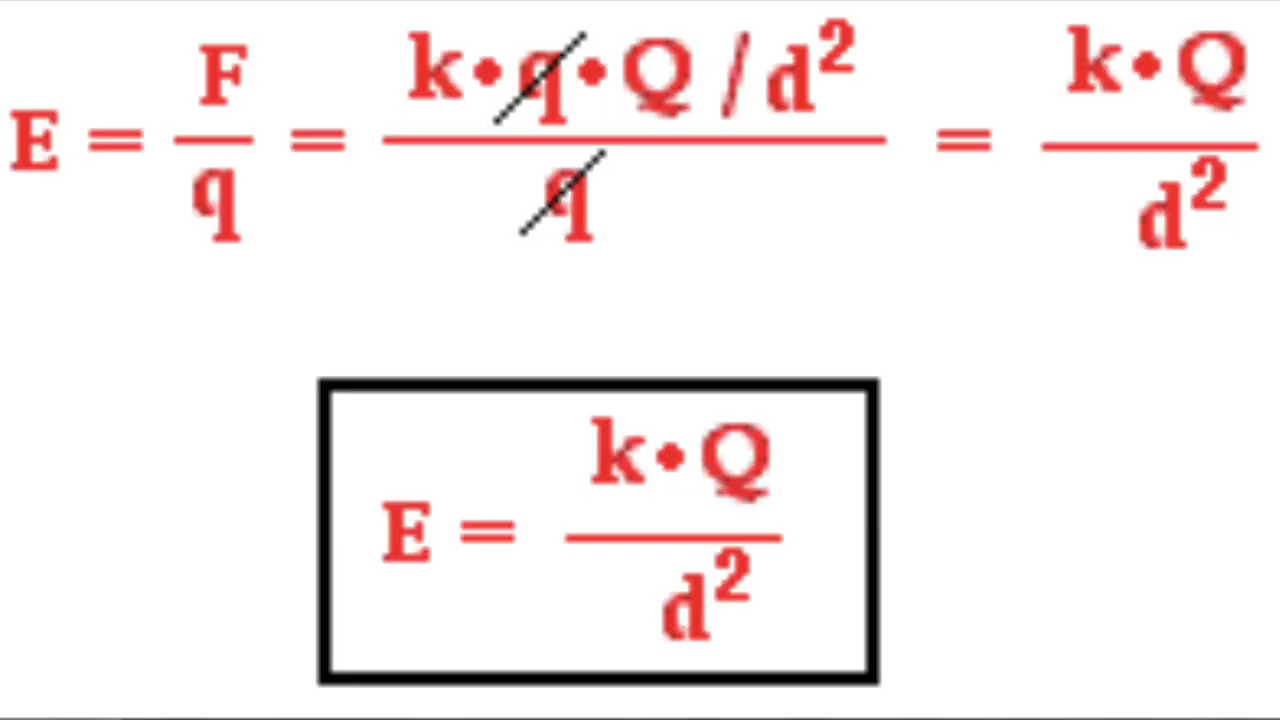 E = F/q = k•q•Q / d²/q = k•Q/d²
E = k•Q/d²